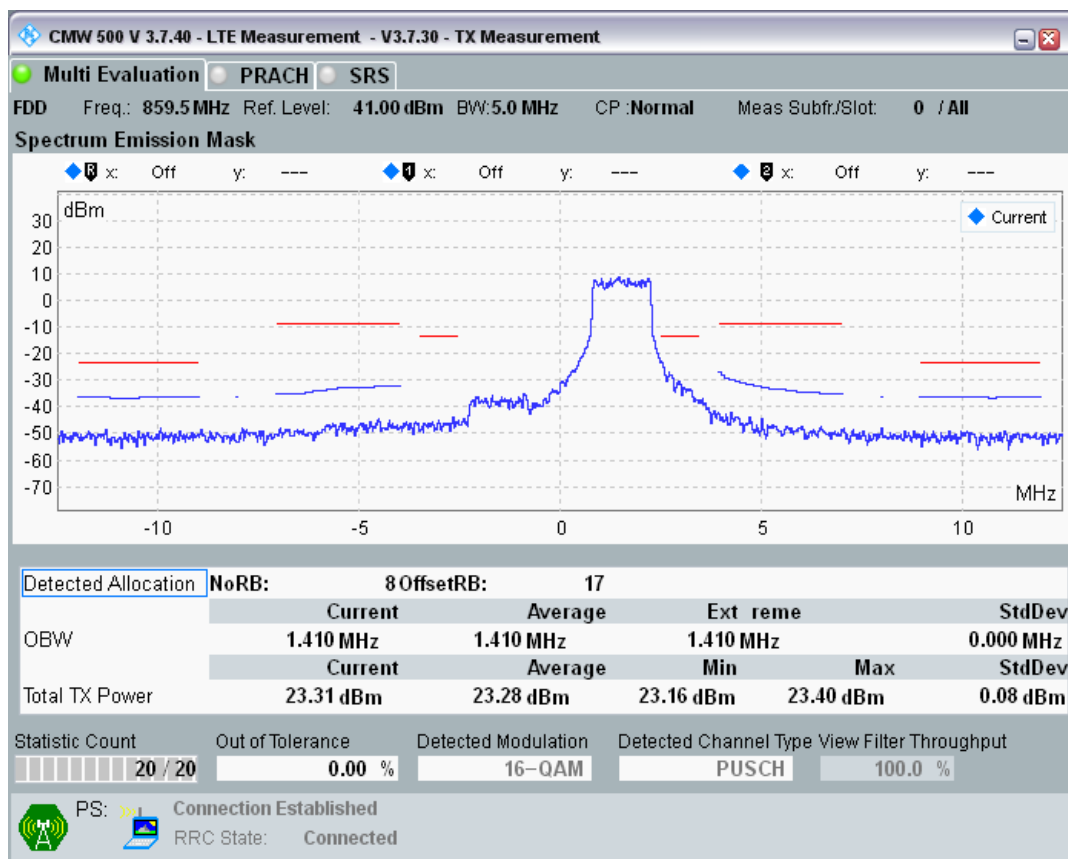 CMW 500 V 3.7.40 - LTE Measurement - V3.7.30 - TX Measurement
Multi Evaluation PRACH SRS
FDD Freq.: 859.5 MHz Ref. Level: 41.00 dBm BW:5.0 MHz CP :Normal Meas Subfr./Slot: 0 / All
Spectrum Emission Mask
R x: Off y: --- 1 x: Off y: --- 2 x: Off y: ---
dBm
Current
30
20
10
0
-10
-20
-30
-40
-50
-60
-70
MHz
-10 -5 0 5 10
Detected Allocation NoRB: 8 OffsetRB: 17
Current Average Ext reme StdDev
OBW 1.410 MHz 1.410 MHz 1.410 MHz 0.000 MHz
Current Average Min Max StdDev
Total TX Power 23.31 dBm 23.28 dBm 23.16 dBm 23.40 dBm 0.08 dBm
Statistic Count Out of Tolerance Detected Modulation Detected Channel Type View Filter Throughput
20 / 20 0.00 % 16-QAM PUSCH 100.0 %
PS: Connection Established
RRC State: Connected